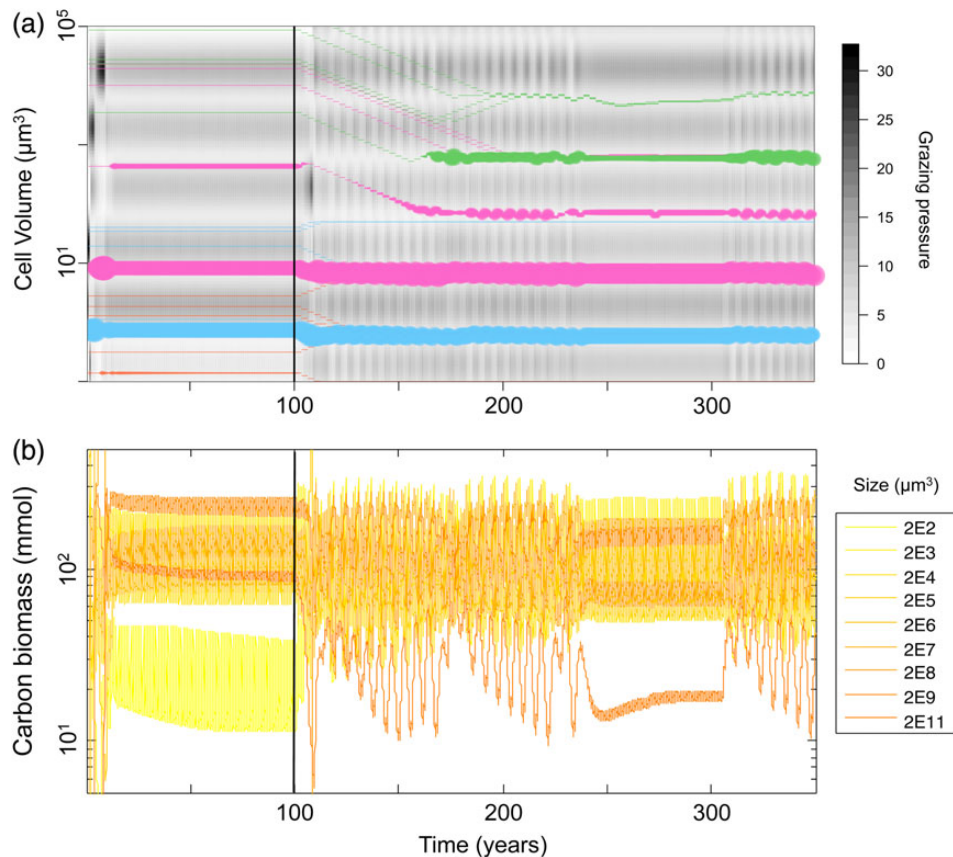 (a)
10⁵
10¹
Cell Volume (µm³)
100
200
300
30
25
20
15
10
5
0
Grazing pressure
(b)
10²
10¹
Carbon biomass (mmol)
100
200
300
Time (years)
Size (µm³)
2E2
2E3
2E4
2E5
2E6
2E7
2E8
2E9
2E11